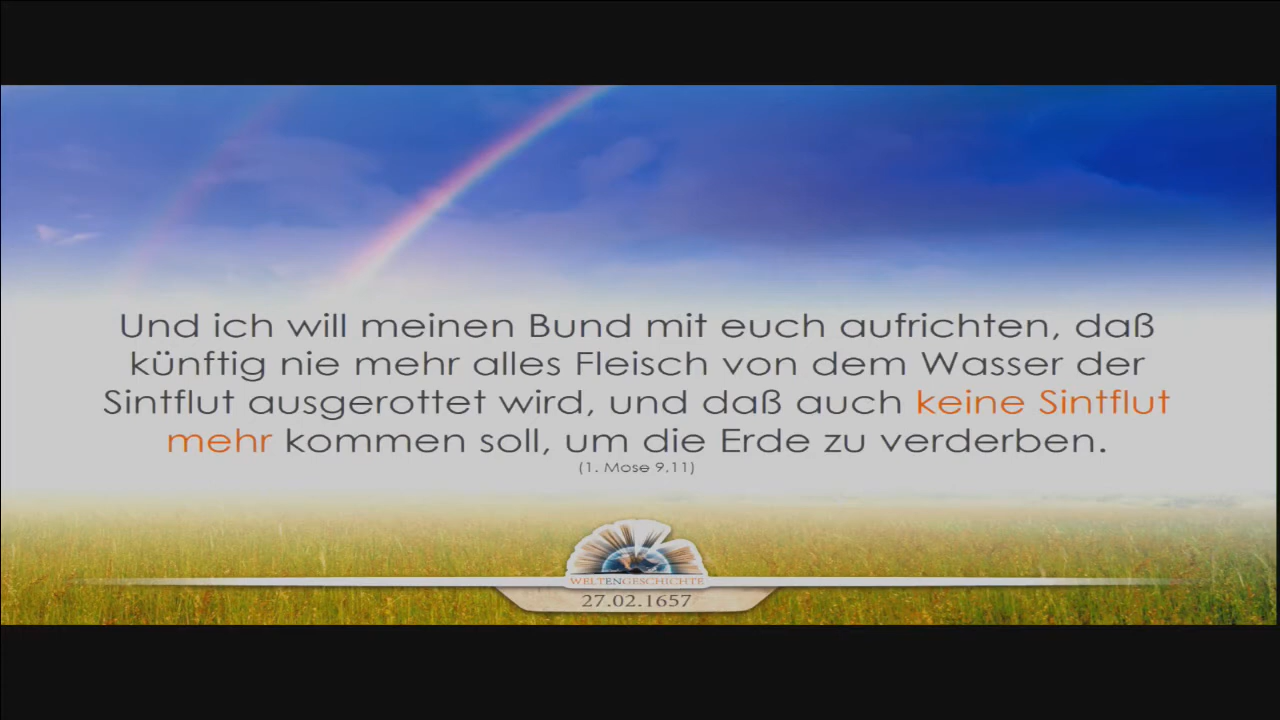 Und ich will meinen Bund mit euch aufrichten, daß
künftig nie mehr alles Fleisch von dem Wasser der
Sintflut ausgerottet wird, und daß auch keine Sintflut
mehr kommen soll, um die Erde zu verderben.
(1. Mose 9,11)
WELTENGESCHICHTE
27.02.1657